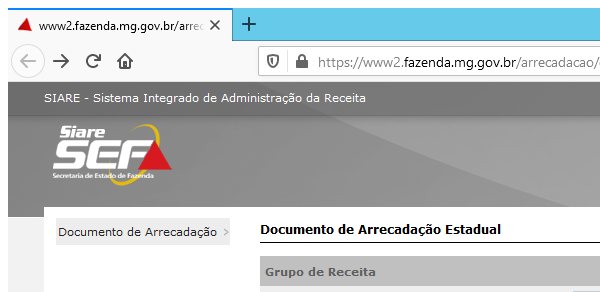 www2.fazenda.mg.gov.br/arrec
https://www2.fazenda.mg.gov.br/arrecadacao/
SIARE - Sistema Integrado de Administração da Receita
Siare
SEF
Secretaria de Estado de Fazenda
Documento de Arrecadação
Documento de Arrecadação Estadual
Grupo de Receita